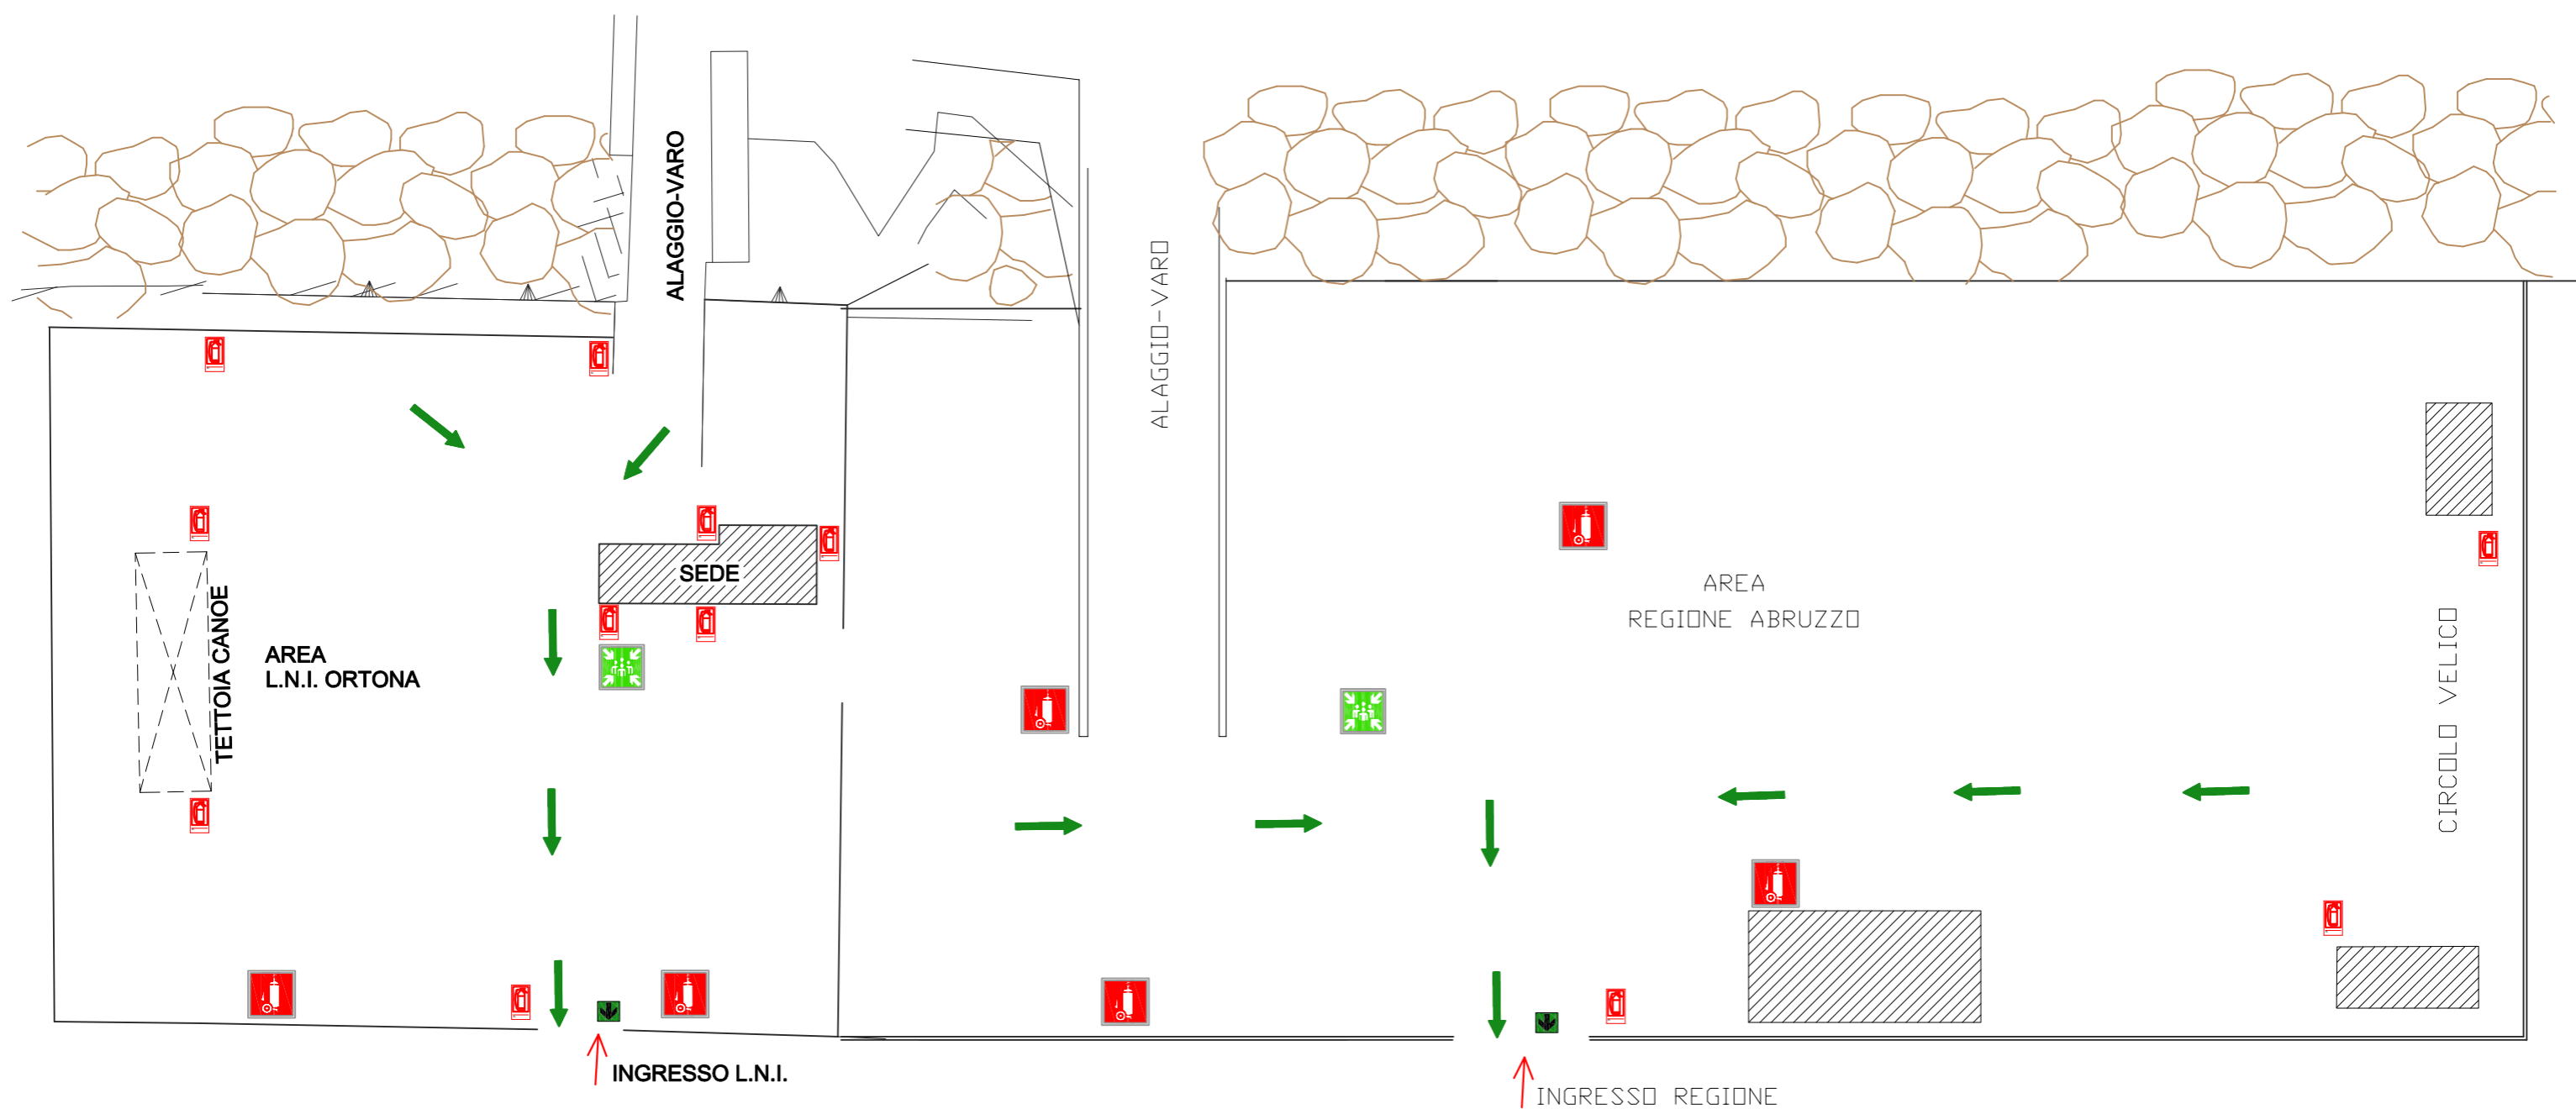 ALAGGIO-VARO
ALAGGIO-VARO
SEDE
TETTOIA CANOE
AREA
L.N.I. ORTONA
AREA
REGIONE ABRUZZO
CIRCOLO VELICO
INGRESSO L.N.I.
INGRESSO REGIONE